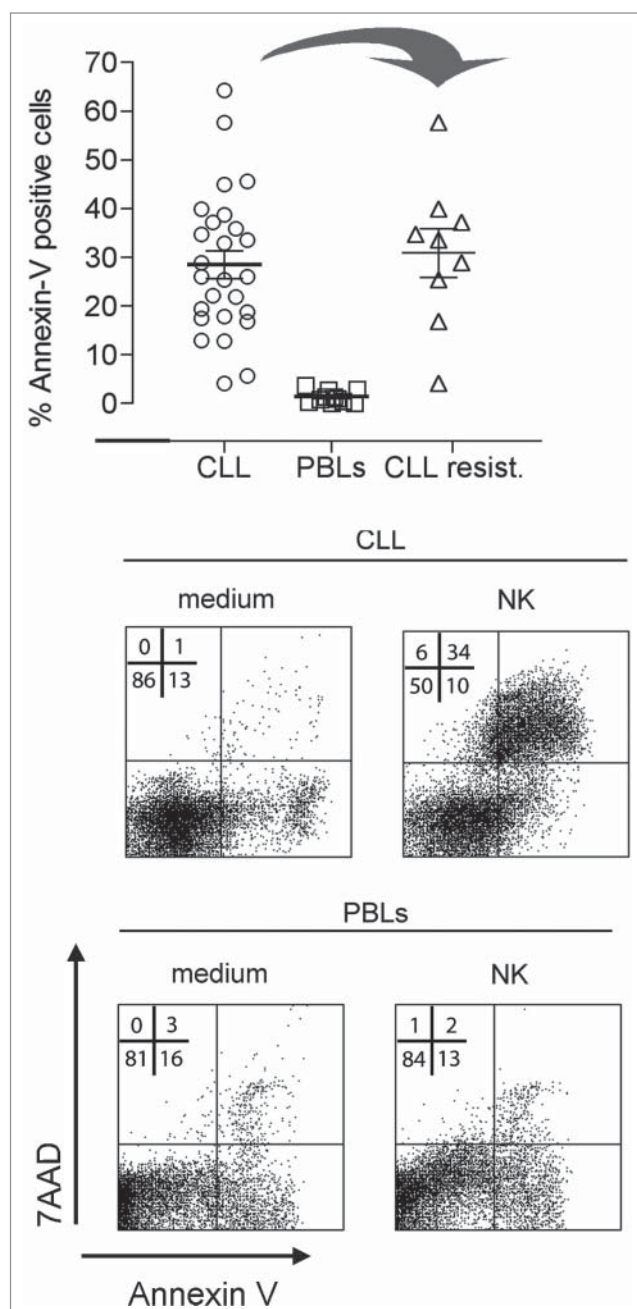 % Annexin-V positive cells
70
60
50
40
30
20
10
0
CLL PBLs CLL resist.
CLL
medium NK
0 1
86 13
6 34
50 10
PBLs
medium NK
0 3
81 16
1 2
84 13
7AAD
Annexin V